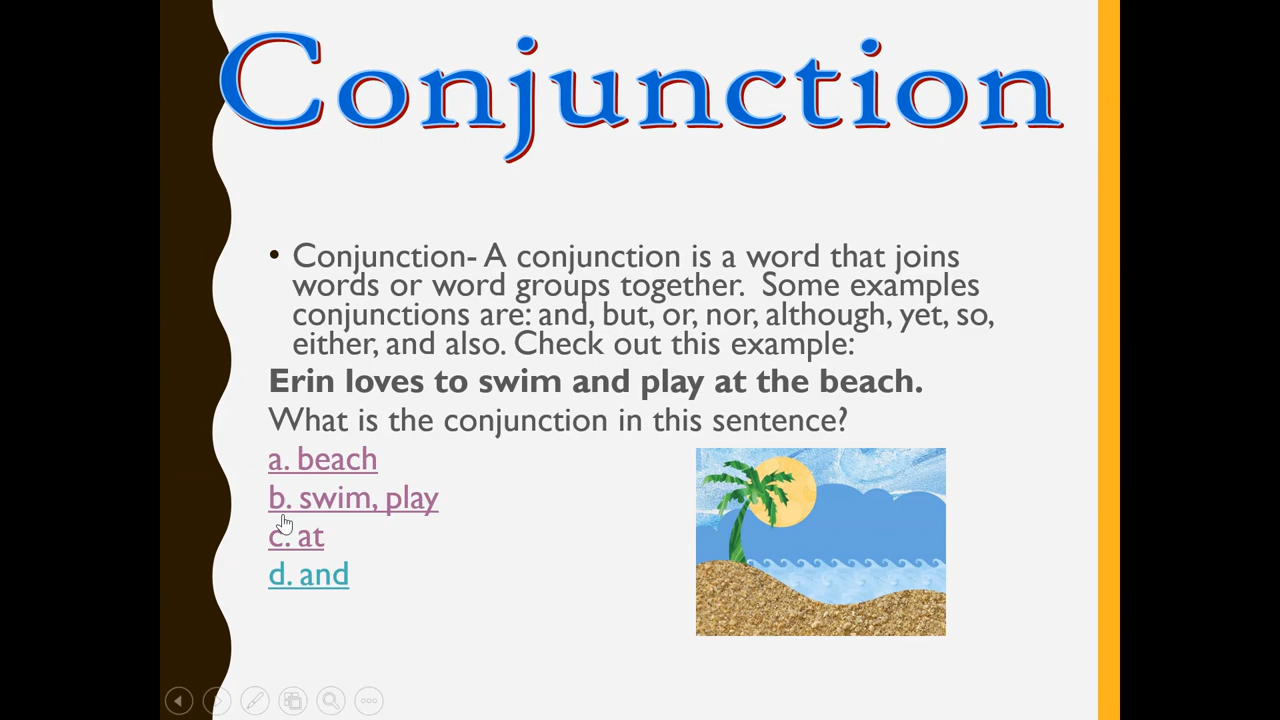 Conjunction
• Conjunction- A conjunction is a word that joins
words or word groups together.  Some examples
conjunctions are: and, but, or, nor, although, yet, so,
either, and also. Check out this example:
Erin loves to swim and play at the beach.
What is the conjunction in this sentence?
a. beach
b. swim, play
c. at
d. and